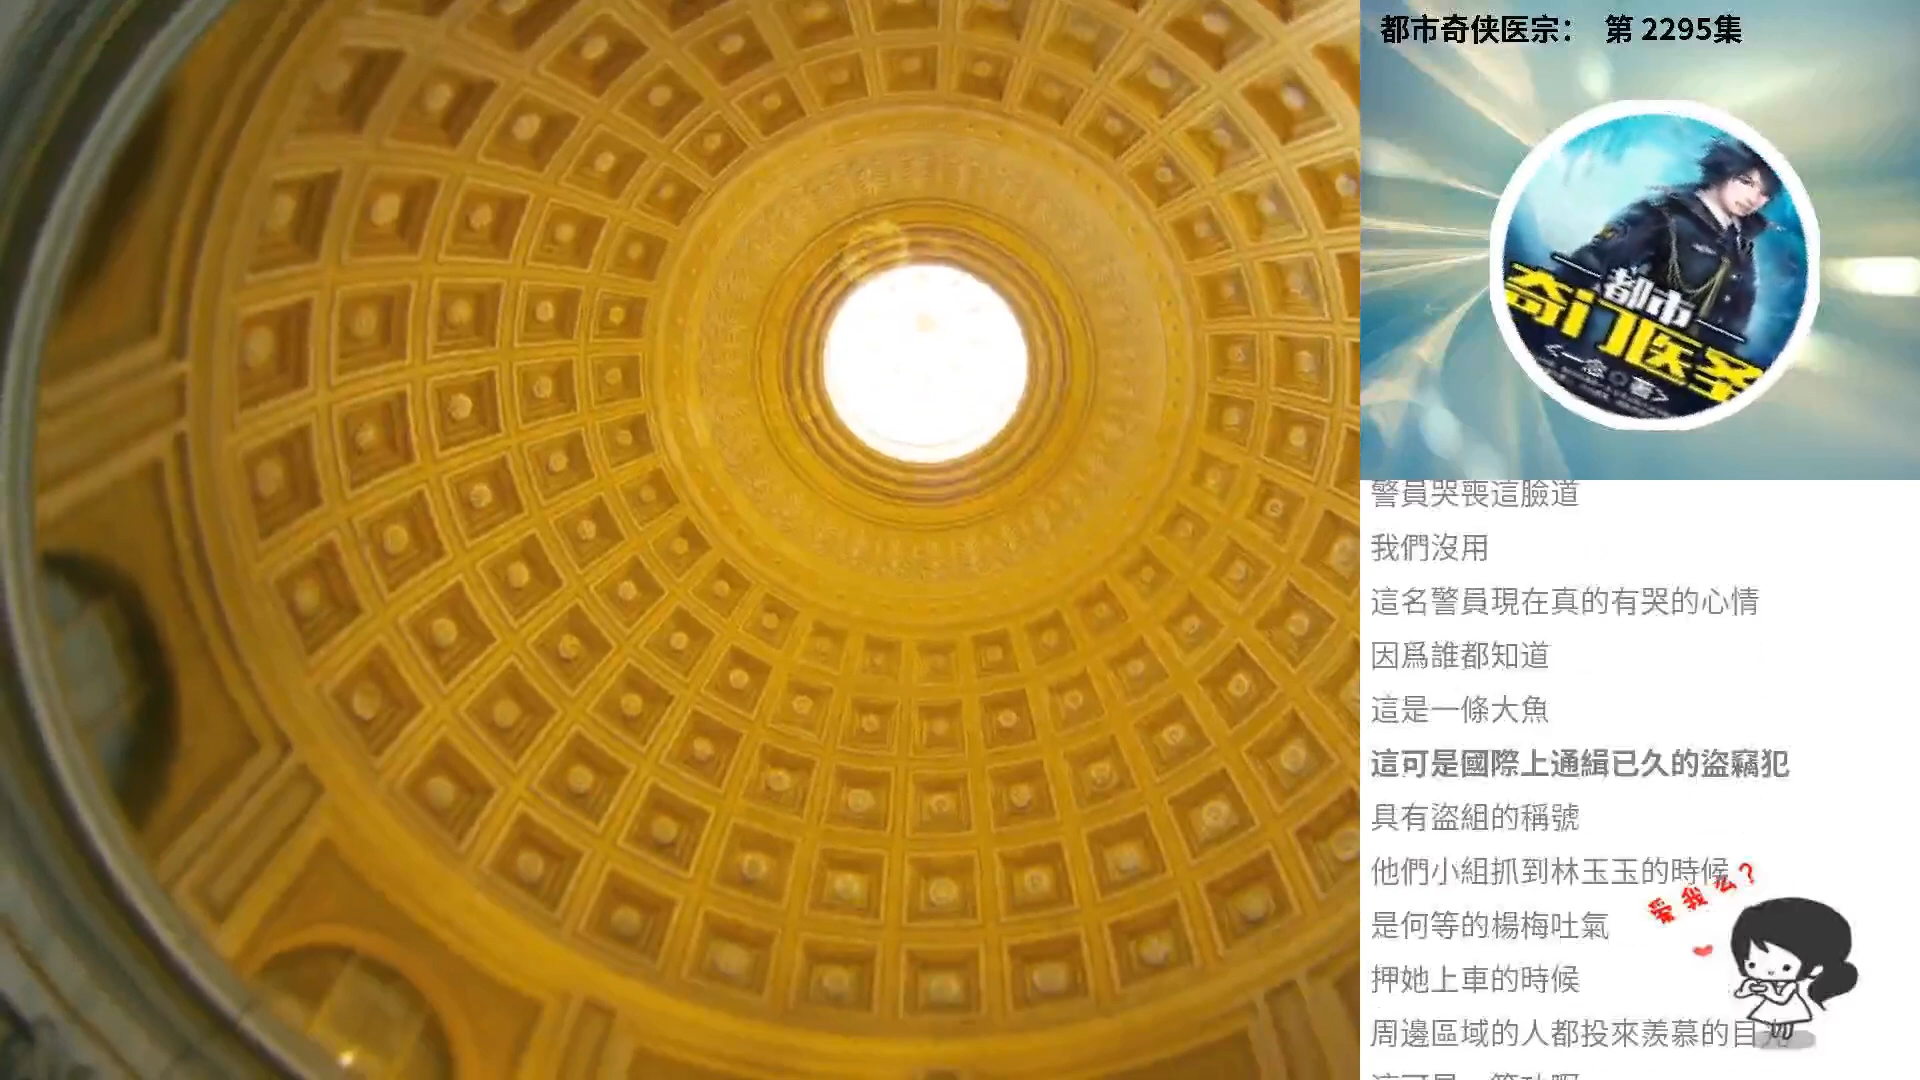 都市奇侠医宗： 第 2295集
都市
奇门医圣
警員哭喪這臉道
我們沒用
這名警員現在真的有哭的心情
因爲誰都知道
這是一條大魚
這可是國際上通緝已久的盜竊犯
具有盜組的稱號
他們小組抓到林玉玉的時候
爱我么？
是何等的楊梅吐氣
押她上車的時候
周邊區域的人都投來羨慕的目光